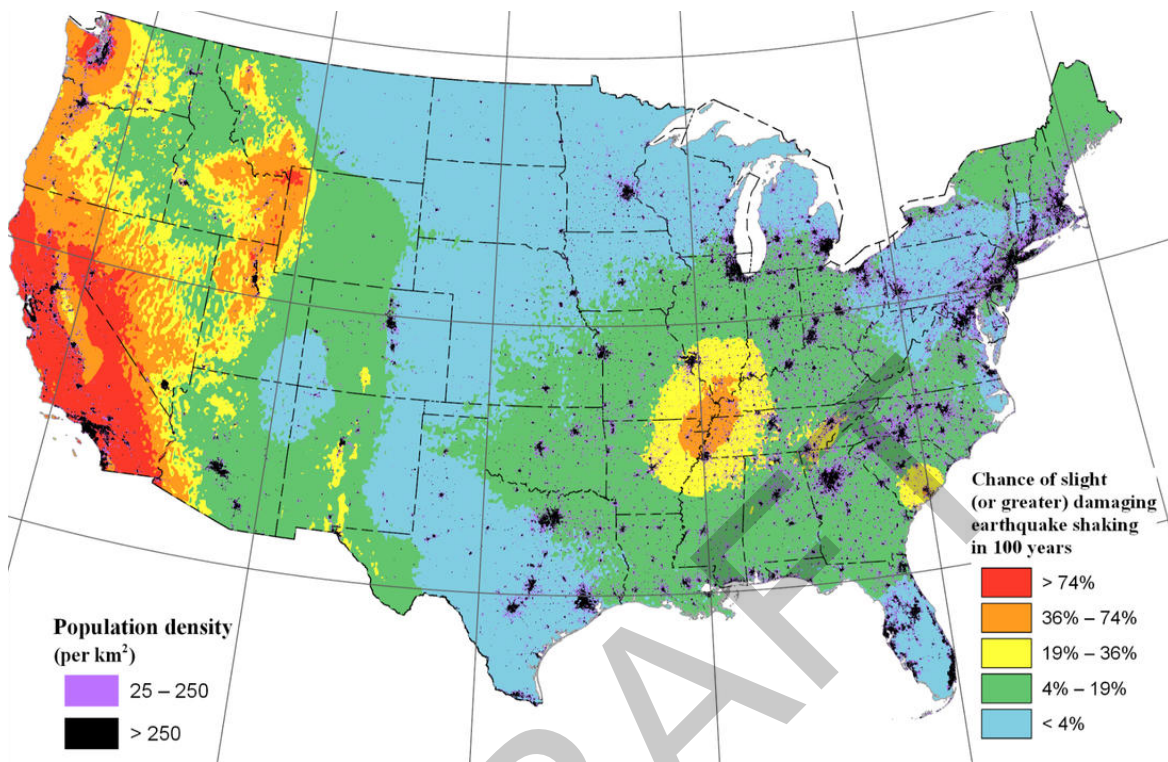 Population density
(per km²)
25 – 250
> 250
Chance of slight
(or greater) damaging
earthquake shaking
in 100 years
> 74%
36% – 74%
19% – 36%
4% – 19%
< 4%
DRAFT